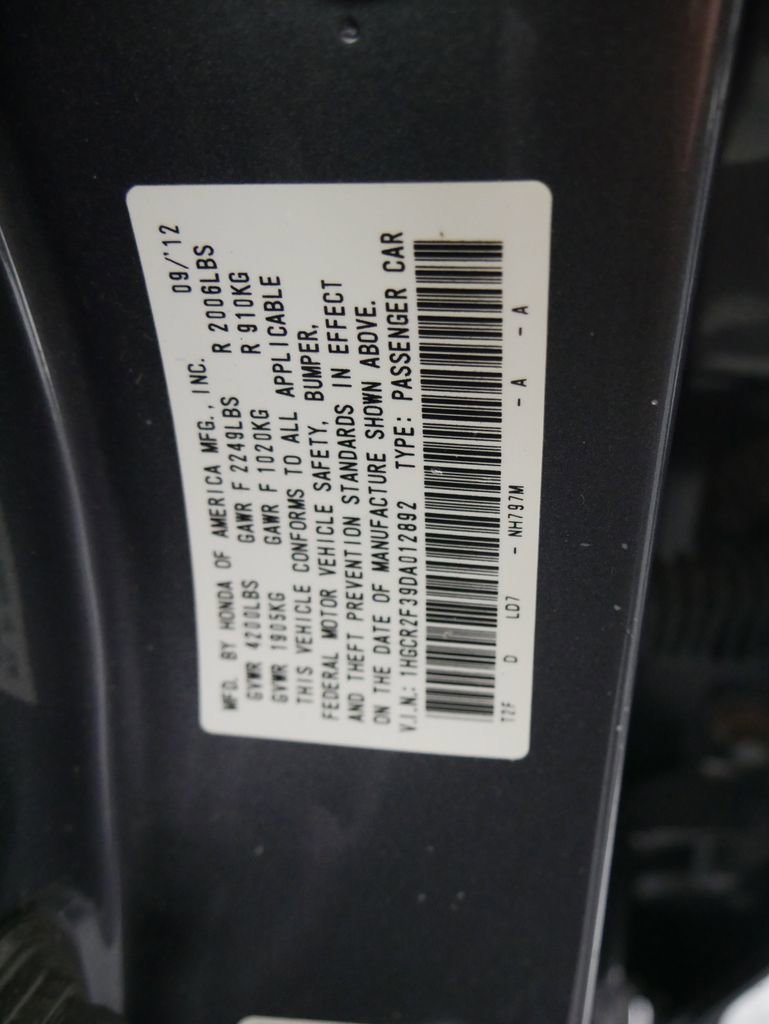 MFD. BY HONDA OF AMERICA MFG., INC. 09/'12
GVWR 4200LBS GAWR F 2249LBS R 2006LBS
GVWR 1905KG GAWR F 1020KG R 910KG
THIS VEHICLE CONFORMS TO ALL APPLICABLE
FEDERAL MOTOR VEHICLE SAFETY, BUMPER,
AND THEFT PREVENTION STANDARDS IN EFFECT
ON THE DATE OF MANUFACTURE SHOWN ABOVE.
V.I.N.: 1HGCR2F39DA012892 TYPE: PASSENGER CAR
T2F D LD7 - NH797M - A - A